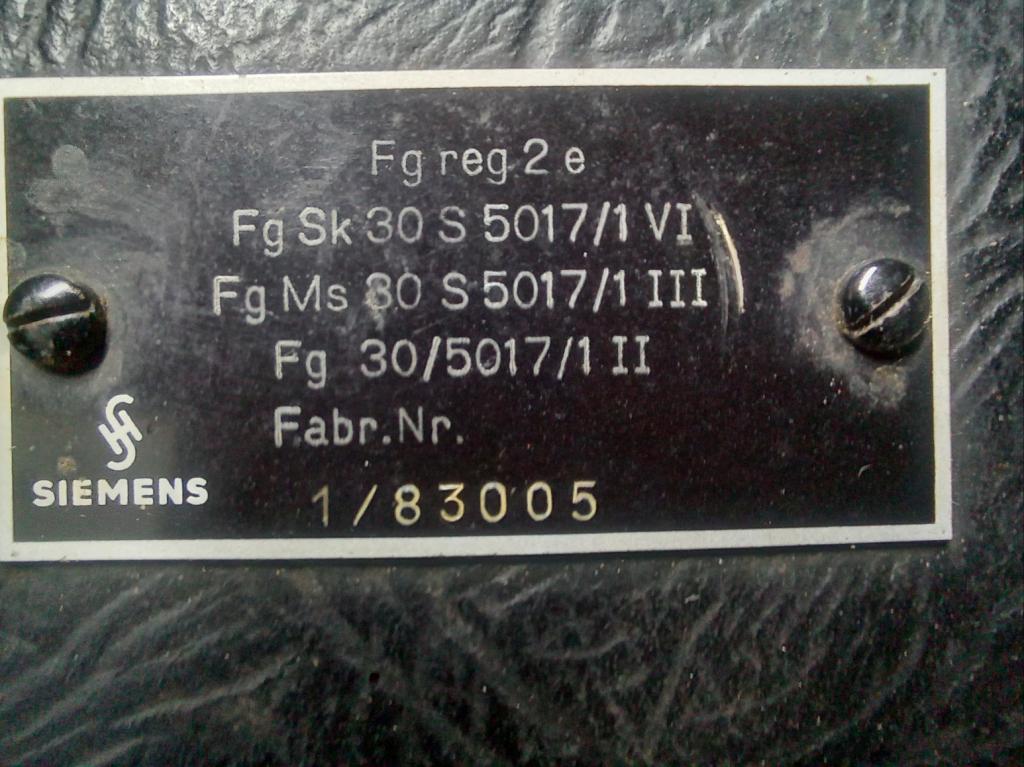 Fg reg 2 e
Fg Sk 30 S 5017/1 VI
Fg Ms 30 S 5017/1 III
Fg 30/5017/1 II
Fabr.Nr.
SIEMENS
1/83005